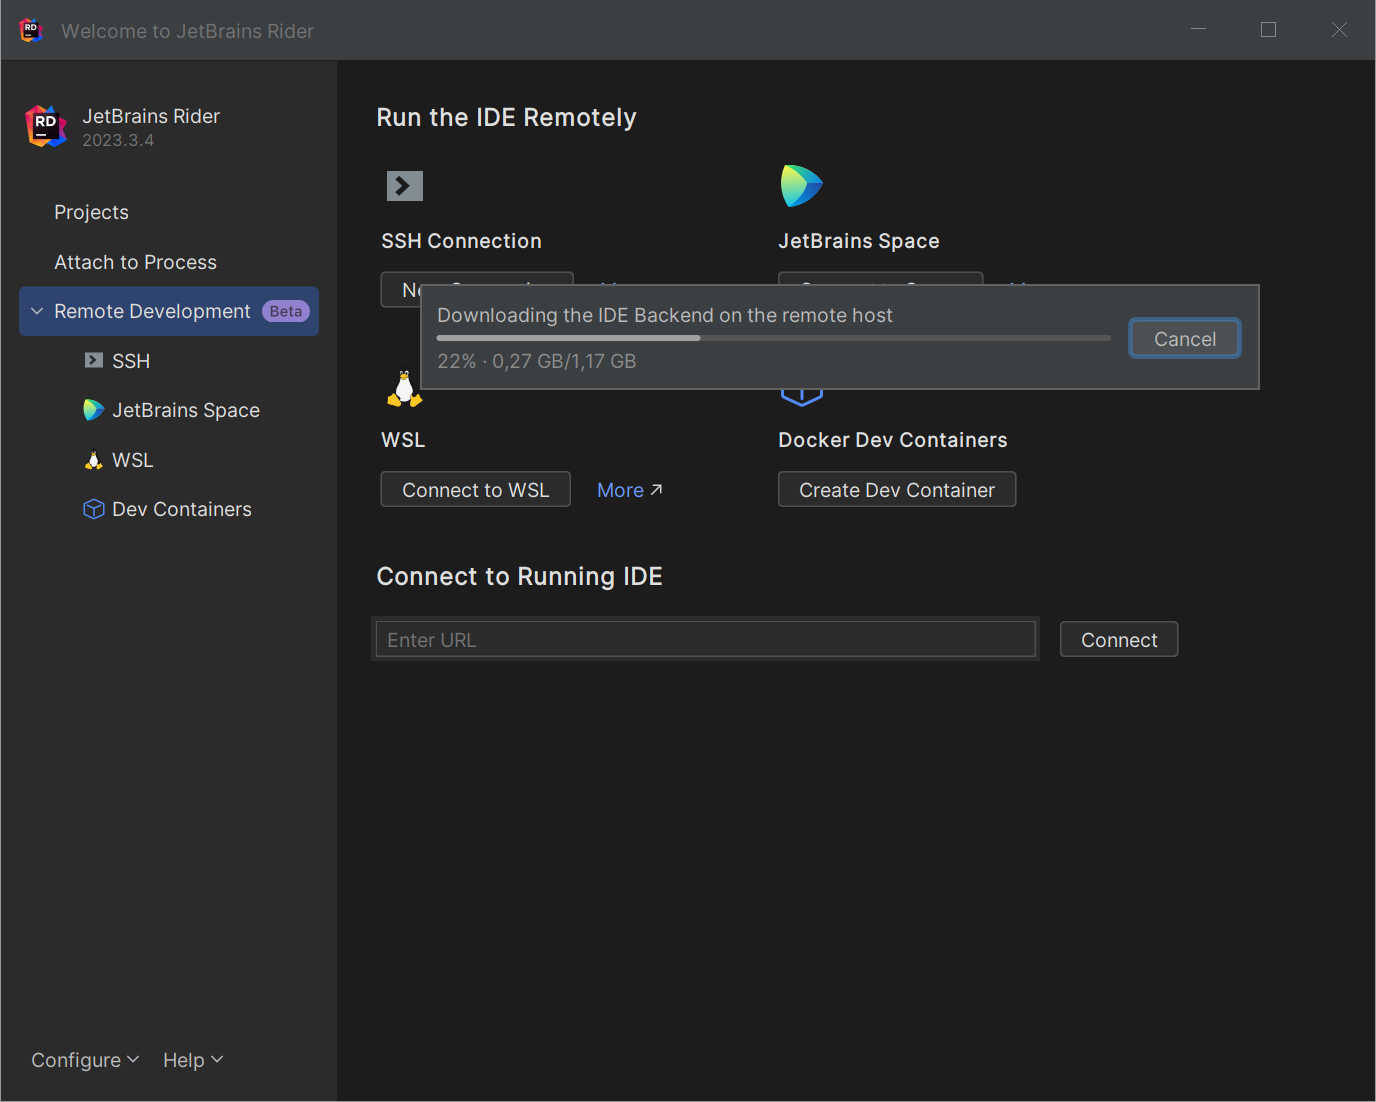 RD
Welcome to JetBrains Rider
RD
JetBrains Rider
2023.3.4
Projects
Attach to Process
Remote Development Beta
SSH
JetBrains Space
WSL
Dev Containers
Configure
Help
Run the IDE Remotely
SSH Connection
JetBrains Space
Downloading the IDE Backend on the remote host
22% · 0,27 GB/1,17 GB
Cancel
WSL
Docker Dev Containers
Connect to WSL
More
Create Dev Container
Connect to Running IDE
Enter URL
Connect